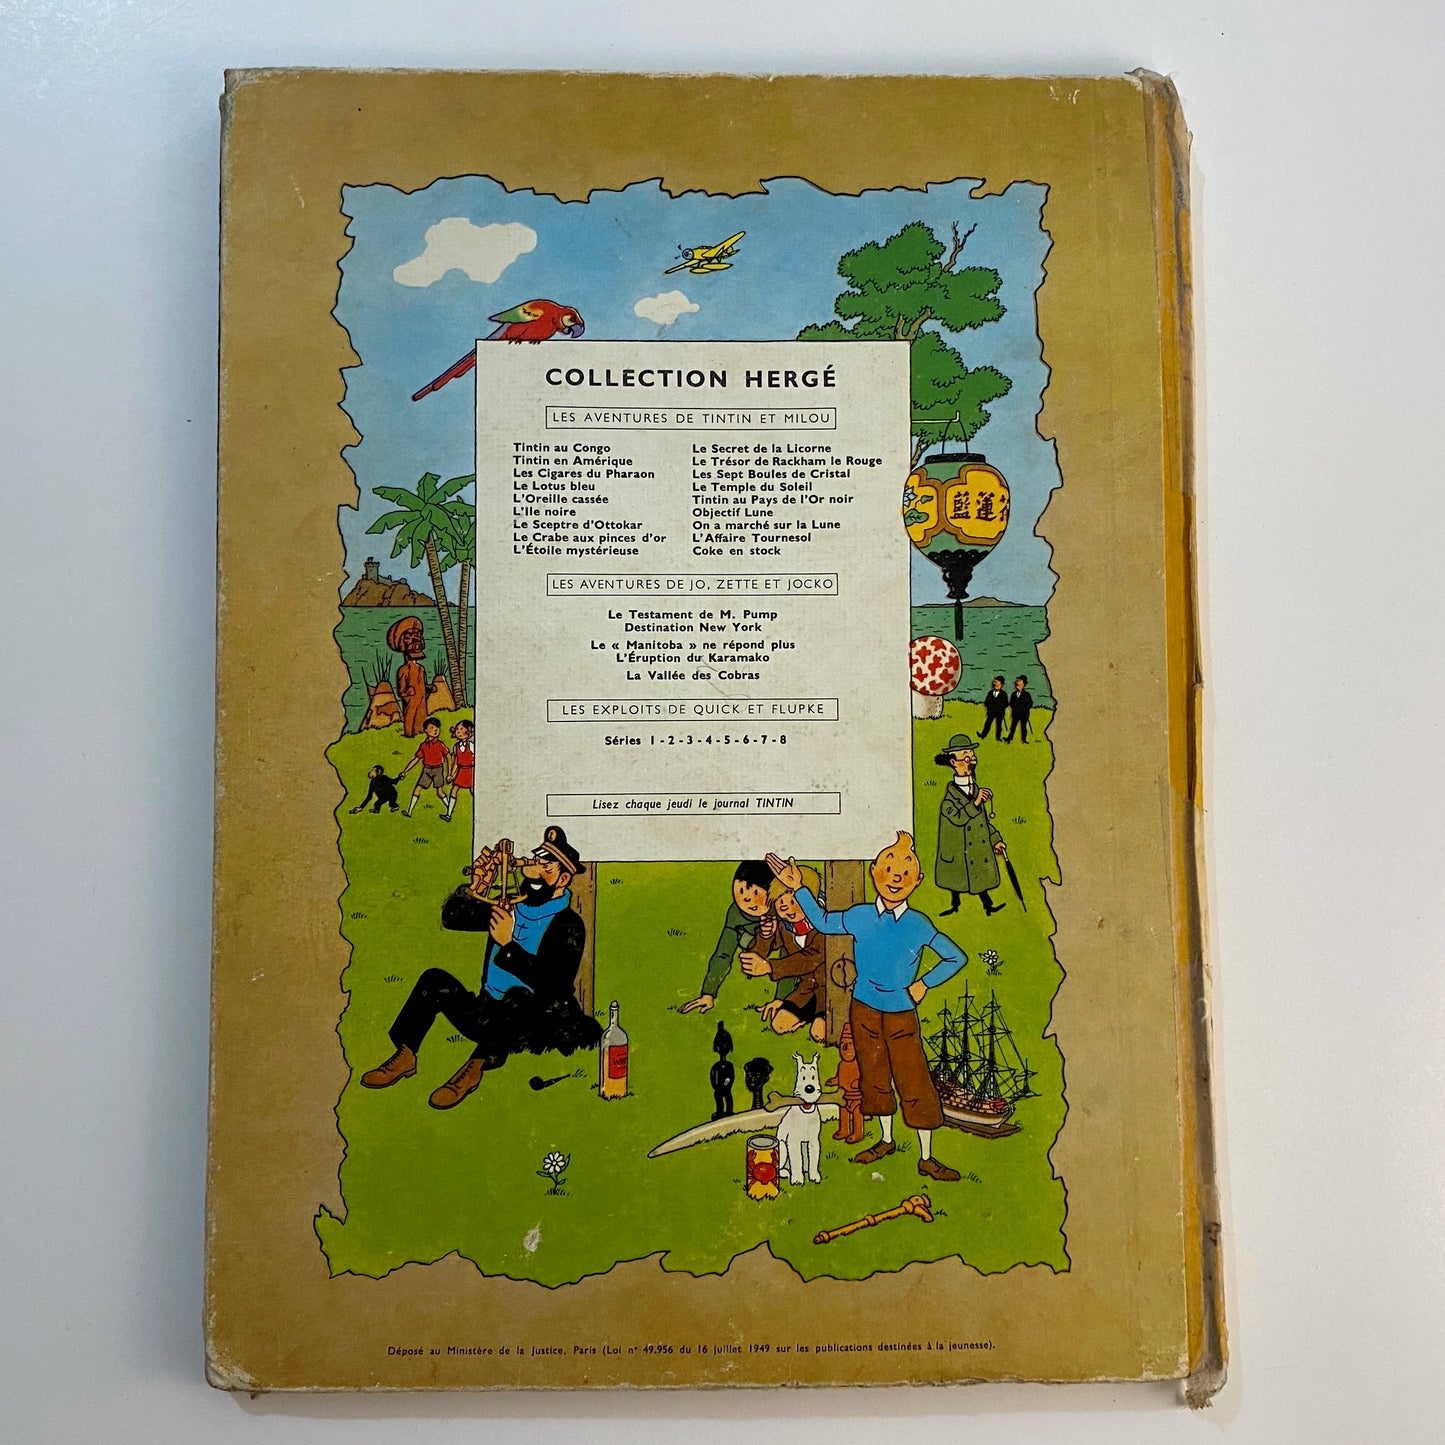 COLLECTION HERGÉ
LES AVENTURES DE TINTIN ET MILOU
Tintin au Congo
Tintin en Amérique
Les Cigares du Pharaon
Le Lotus bleu
L'Oreille cassée
L'Ile noire
Le Sceptre d'Ottokar
Le Crabe aux pinces d'or
L'Étoile mystérieuse
Le Secret de la Licorne
Le Trésor de Rackham le Rouge
Les Sept Boules de Cristal
Le Temple du Soleil
Tintin au Pays de l'Or noir
Objectif Lune
On a marché sur la Lune
L'Affaire Tournesol
Coke en stock
LES AVENTURES DE JO, ZETTE ET JOCKO
Le Testament de M. Pump
Destination New York
Le « Manitoba » ne répond plus
L'Éruption du Karamako
La Vallée des Cobras
LES EXPLOITS DE QUICK ET FLUPKE
Séries 1 - 2 - 3 - 4 - 5 - 6 - 7 - 8
Lisez chaque jeudi le journal TINTIN
藍蓮花
Déposé au Ministère de la Justice, Paris (Loi n° 49.956 du 16 juillet 1949 sur les publications destinées à la jeunesse).